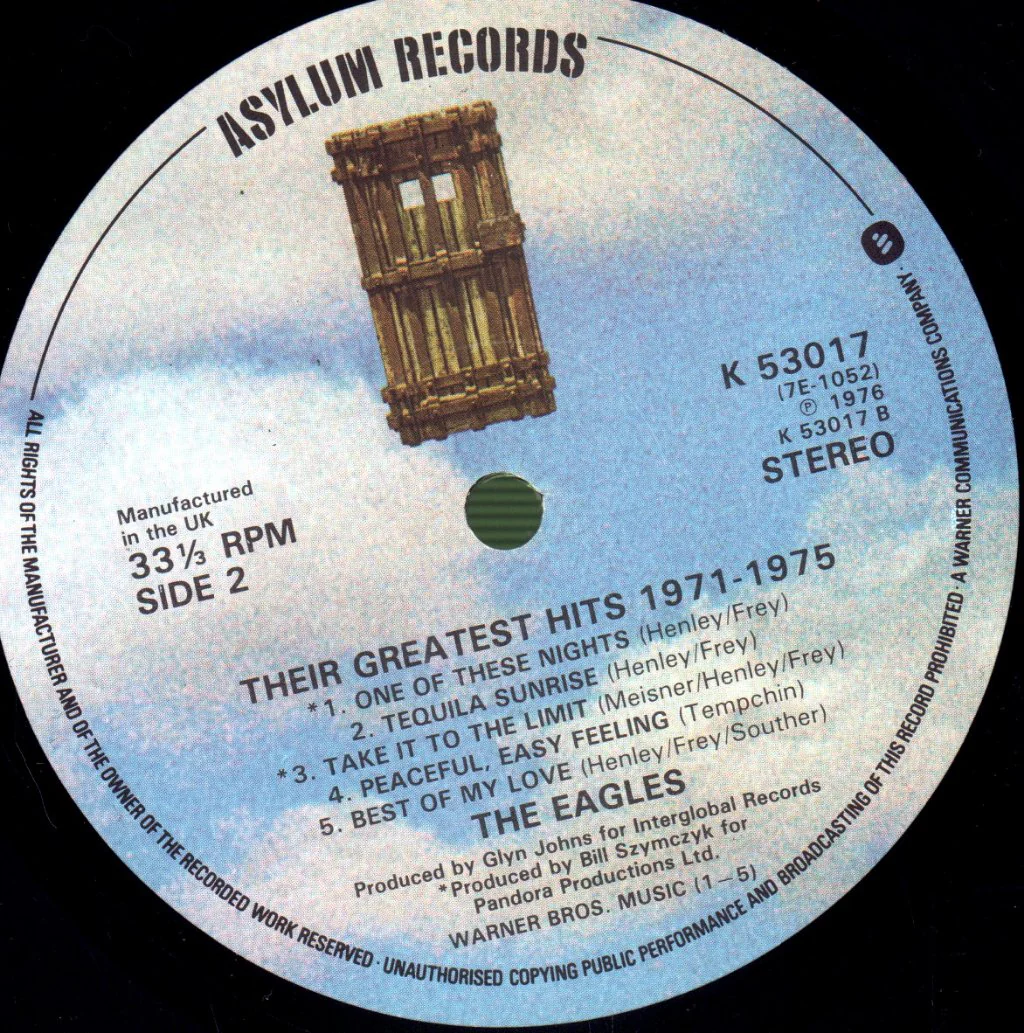 ASYLUM RECORDS
K 53017
(7E-1052)
℗ 1976
K 53017 B
STEREO
Manufactured
in the UK
33⅓ RPM
SIDE 2
THEIR GREATEST HITS 1971-1975
*1. ONE OF THESE NIGHTS (Henley/Frey)
2. TEQUILA SUNRISE (Henley/Frey)
*3. TAKE IT TO THE LIMIT (Meisner/Henley/Frey)
4. PEACEFUL, EASY FEELING (Tempchin)
5. BEST OF MY LOVE (Henley/Frey/Souther)
THE EAGLES
Produced by Glyn Johns for Interglobal Records
*Produced by Bill Szymczyk for
Pandora Productions Ltd.
WARNER BROS. MUSIC (1—5)
ALL RIGHTS OF THE MANUFACTURER AND OF THE OWNER OF THE RECORDED WORK RESERVED · UNAUTHORISED COPYING PUBLIC PERFORMANCE AND BROADCASTING OF THIS RECORD PROHIBITED · A WARNER COMMUNICATIONS COMPANY ·